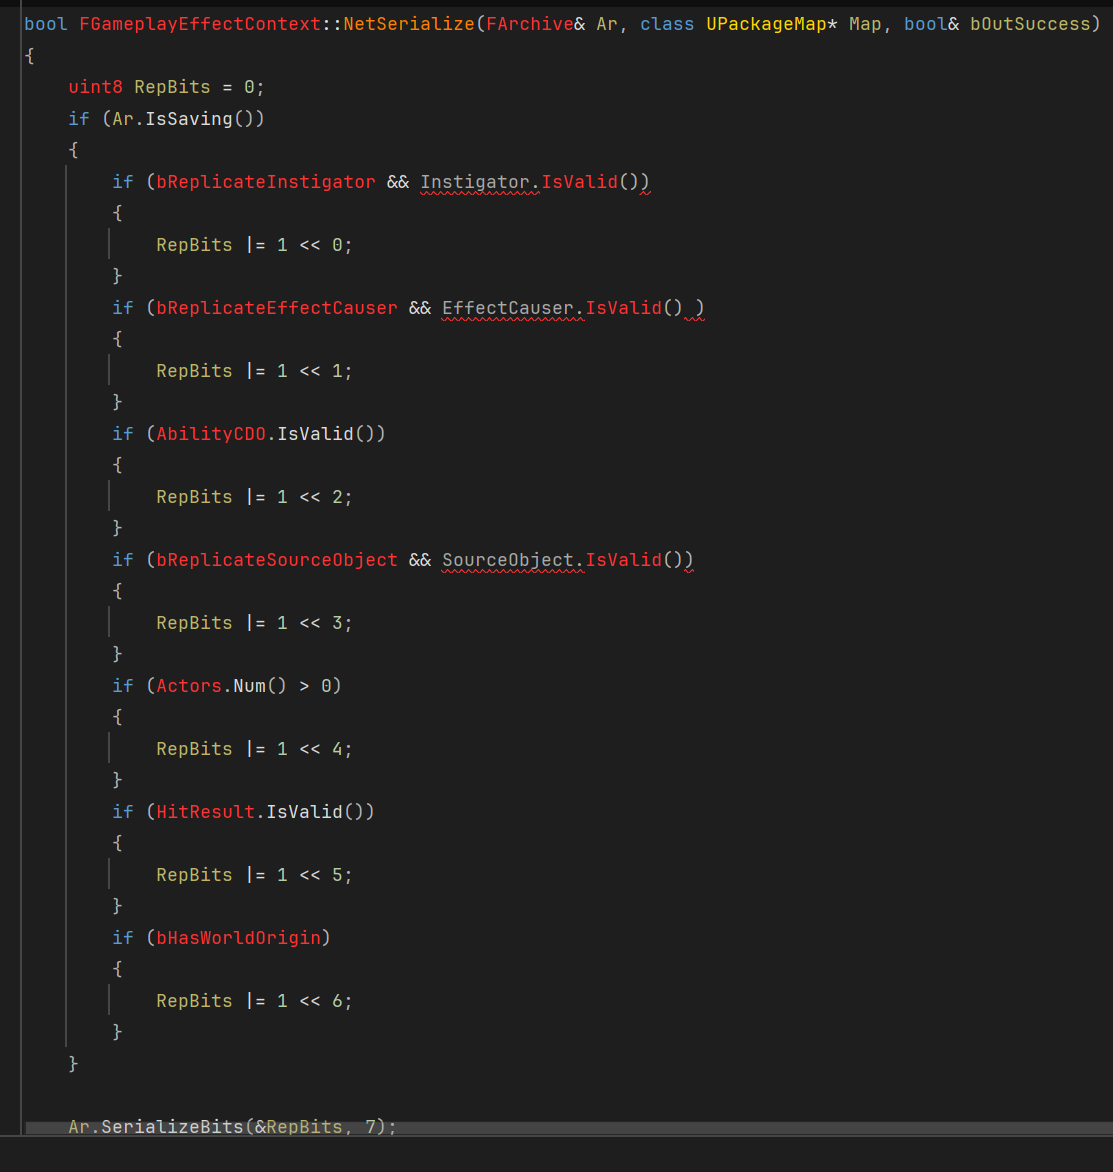 bool FGameplayEffectContext::NetSerialize(FArchive& Ar, class UPackageMap* Map, bool& bOutSuccess)
{
    uint8 RepBits = 0;
    if (Ar.IsSaving())
    {
        if (bReplicateInstigator && Instigator.IsValid())
        {
            RepBits |= 1 << 0;
        }
        if (bReplicateEffectCauser && EffectCauser.IsValid() )
        {
            RepBits |= 1 << 1;
        }
        if (AbilityCDO.IsValid())
        {
            RepBits |= 1 << 2;
        }
        if (bReplicateSourceObject && SourceObject.IsValid())
        {
            RepBits |= 1 << 3;
        }
        if (Actors.Num() > 0)
        {
            RepBits |= 1 << 4;
        }
        if (HitResult.IsValid())
        {
            RepBits |= 1 << 5;
        }
        if (bHasWorldOrigin)
        {
            RepBits |= 1 << 6;
        }
    }

    Ar.SerializeBits(&RepBits, 7);